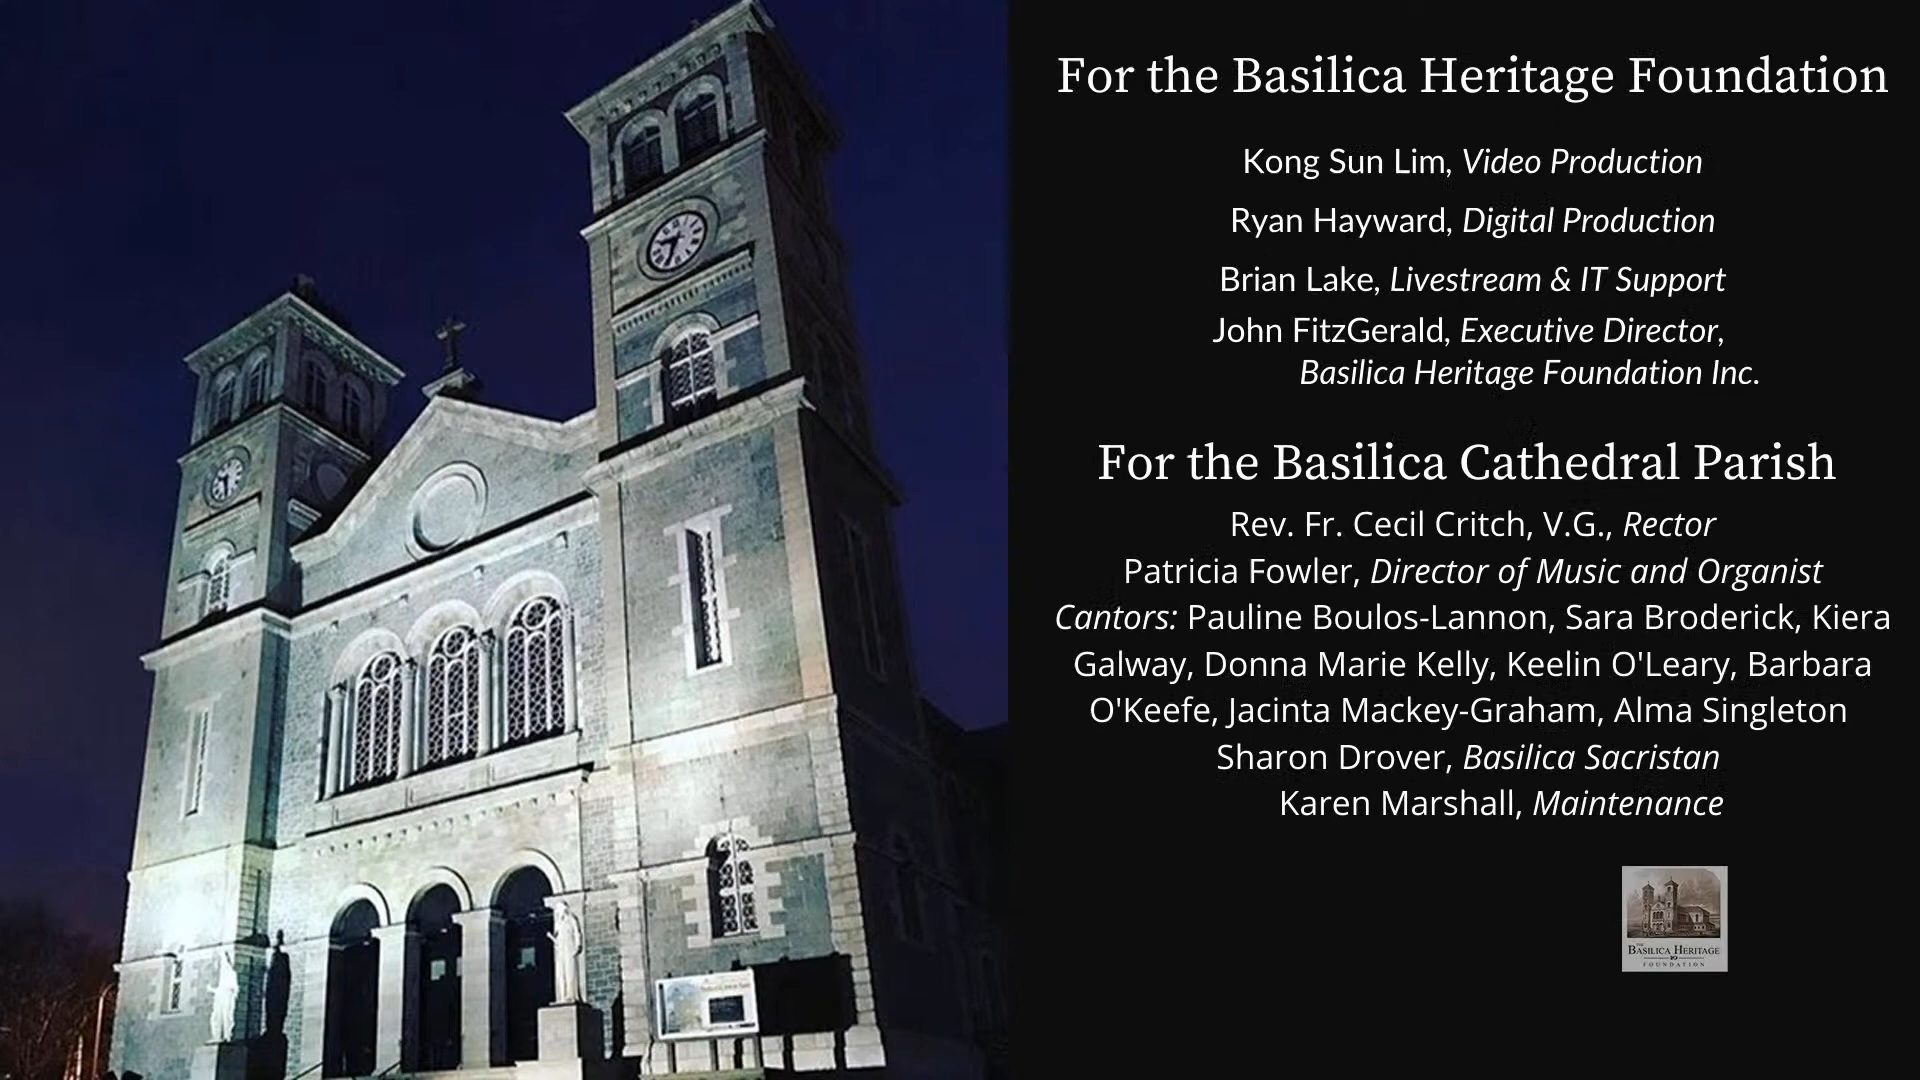 For the Basilica Heritage Foundation
Kong Sun Lim, Video Production
Ryan Hayward, Digital Production
Brian Lake, Livestream & IT Support
John FitzGerald, Executive Director,
Basilica Heritage Foundation Inc.
For the Basilica Cathedral Parish
Rev. Fr. Cecil Critch, V.G., Rector
Patricia Fowler, Director of Music and Organist
Cantors: Pauline Boulos-Lannon, Sara Broderick, Kiera
Galway, Donna Marie Kelly, Keelin O'Leary, Barbara
O'Keefe, Jacinta Mackey-Graham, Alma Singleton
Sharon Drover, Basilica Sacristan
Karen Marshall, Maintenance
THE
BASILICA HERITAGE
FOUNDATION